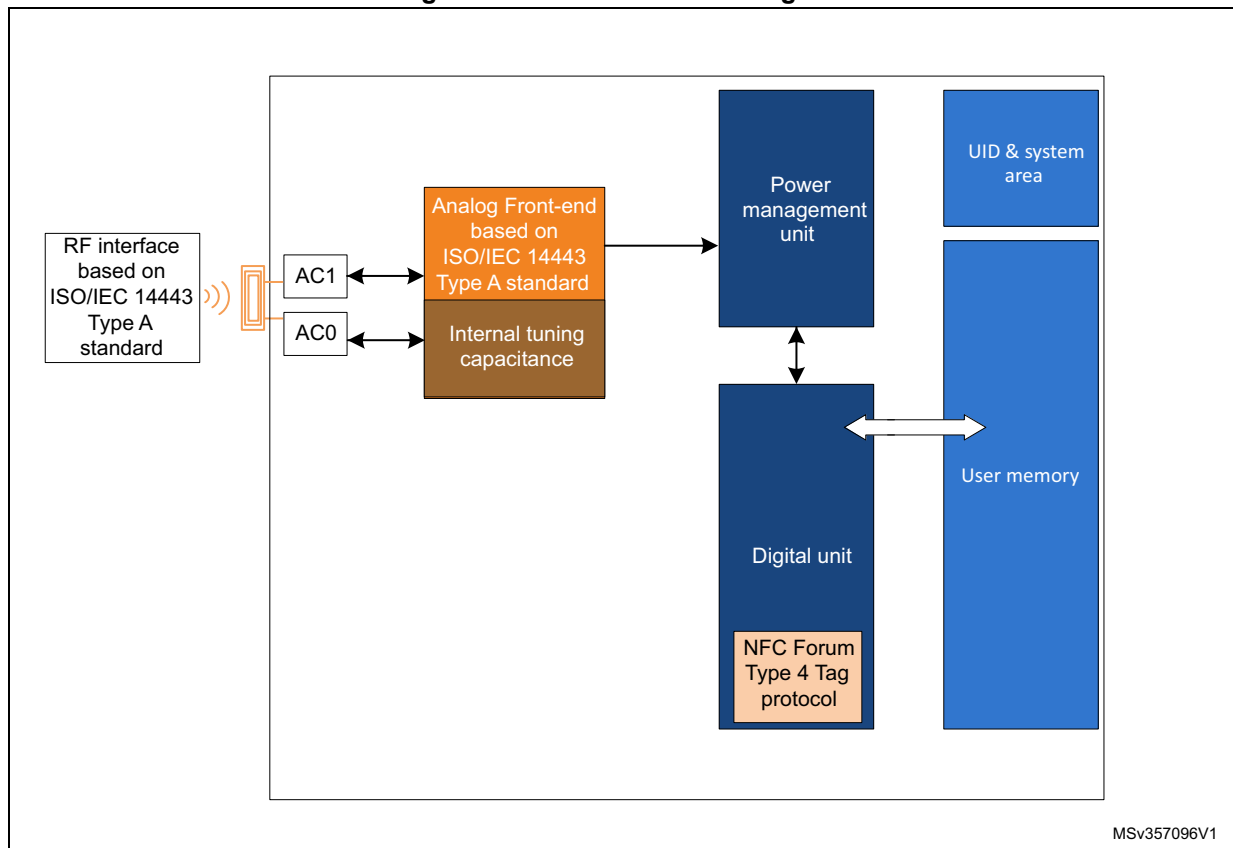 RF interface
based on
ISO/IEC 14443
Type A
standard
AC1
AC0
Analog Front-end
based on
ISO/IEC 14443
Type A standard
Internal tuning
capacitance
Power
management
unit
Digital unit
NFC Forum
Type 4 Tag
protocol
UID & system
area
User memory
MSv357096V1